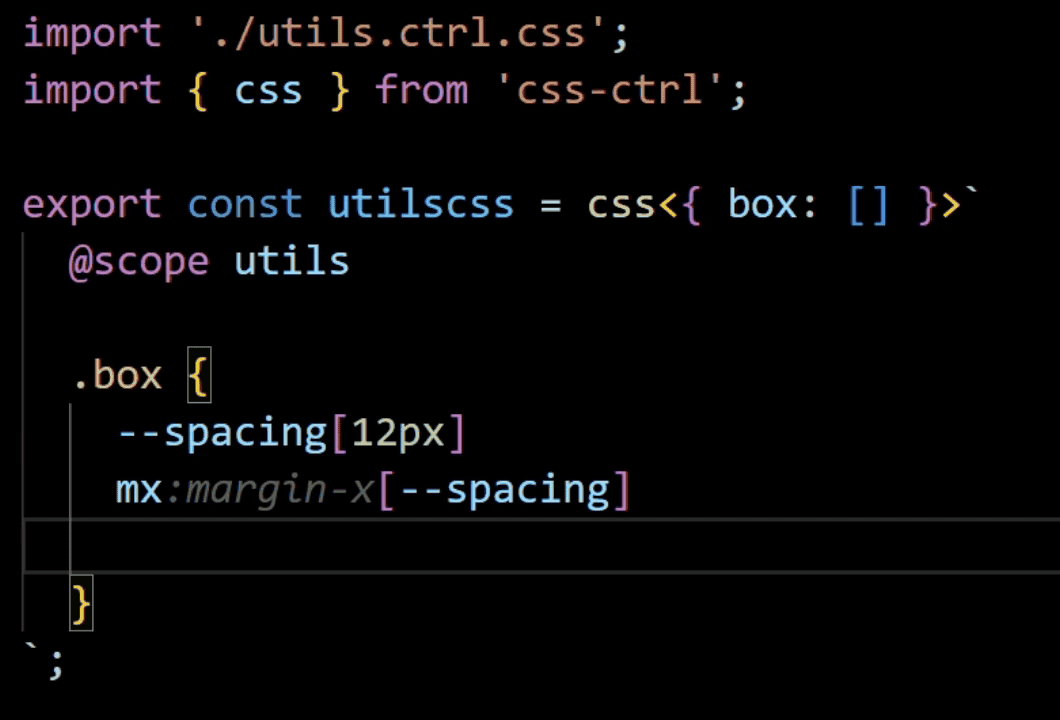 import './utils.ctrl.css';
import { css } from 'css-ctrl';
export const utilscss = css<{ box: [] }>`
@scope utils
.box {
--spacing[12px]
mx:margin-x[--spacing]
}
`;